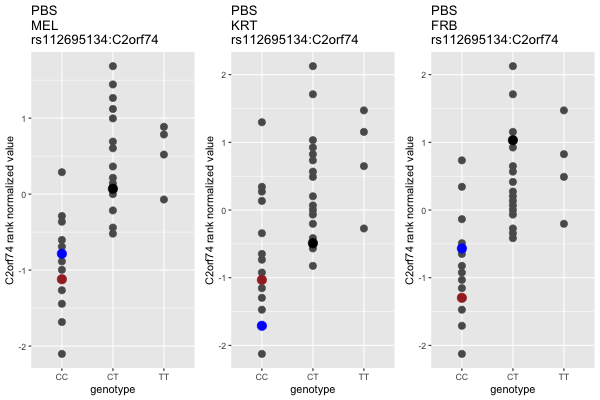 PBS
MEL
rs112695134:C2orf74
C2orf74 rank normalized value
1
0
-1
-2
CC CT TT
genotype
PBS
KRT
rs112695134:C2orf74
C2orf74 rank normalized value
2
1
0
-1
-2
CC CT TT
genotype
PBS
FRB
rs112695134:C2orf74
C2orf74 rank normalized value
2
1
0
-1
-2
CC CT TT
genotype